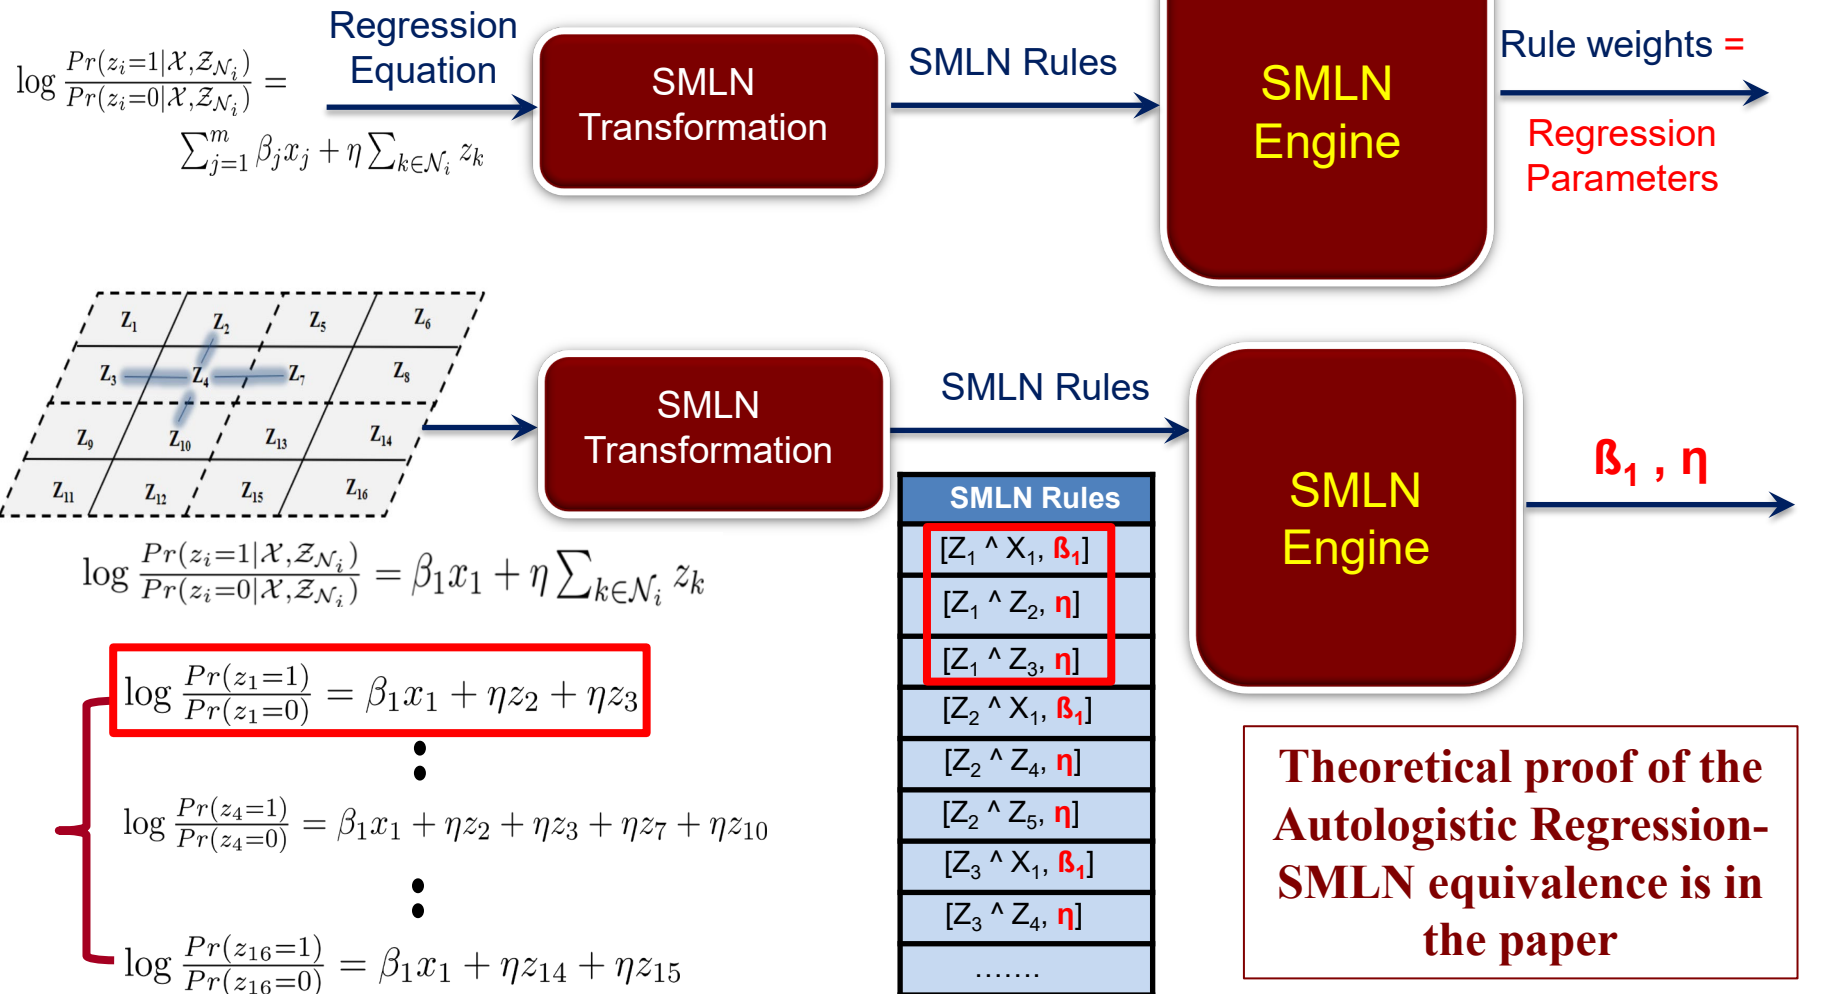 log Pr(z_i=1|𝒳,𝒵_{𝒩_i}) / Pr(z_i=0|𝒳,𝒵_{𝒩_i}) =
∑_{j=1}^{m} β_j x_j + η ∑_{k∈𝒩_i} z_k
Regression
Equation
SMLN
Transformation
SMLN Rules
SMLN
Engine
Rule weights =
Regression
Parameters
Z₁ Z₂ Z₅ Z₆
Z₃ Z₄ Z₇ Z₈
Z₉ Z₁₀ Z₁₃ Z₁₄
Z₁₁ Z₁₂ Z₁₅ Z₁₆
SMLN
Transformation
SMLN Rules
SMLN
Engine
ß₁ , η
log Pr(z_i=1|𝒳,𝒵_{𝒩_i}) / Pr(z_i=0|𝒳,𝒵_{𝒩_i}) = β₁x₁ + η ∑_{k∈𝒩_i} z_k
log Pr(z₁=1) / Pr(z₁=0) = β₁x₁ + ηz₂ + ηz₃
log Pr(z₄=1) / Pr(z₄=0) = β₁x₁ + ηz₂ + ηz₃ + ηz₇ + ηz₁₀
log Pr(z₁₆=1) / Pr(z₁₆=0) = β₁x₁ + ηz₁₄ + ηz₁₅
SMLN Rules
[Z₁ ^ X₁, ß₁]
[Z₁ ^ Z₂, η]
[Z₁ ^ Z₃, η]
[Z₂ ^ X₁, ß₁]
[Z₂ ^ Z₄, η]
[Z₂ ^ Z₅, η]
[Z₃ ^ X₁, ß₁]
[Z₃ ^ Z₄, η]
.......
Theoretical proof of the
Autologistic Regression-
SMLN equivalence is in
the paper